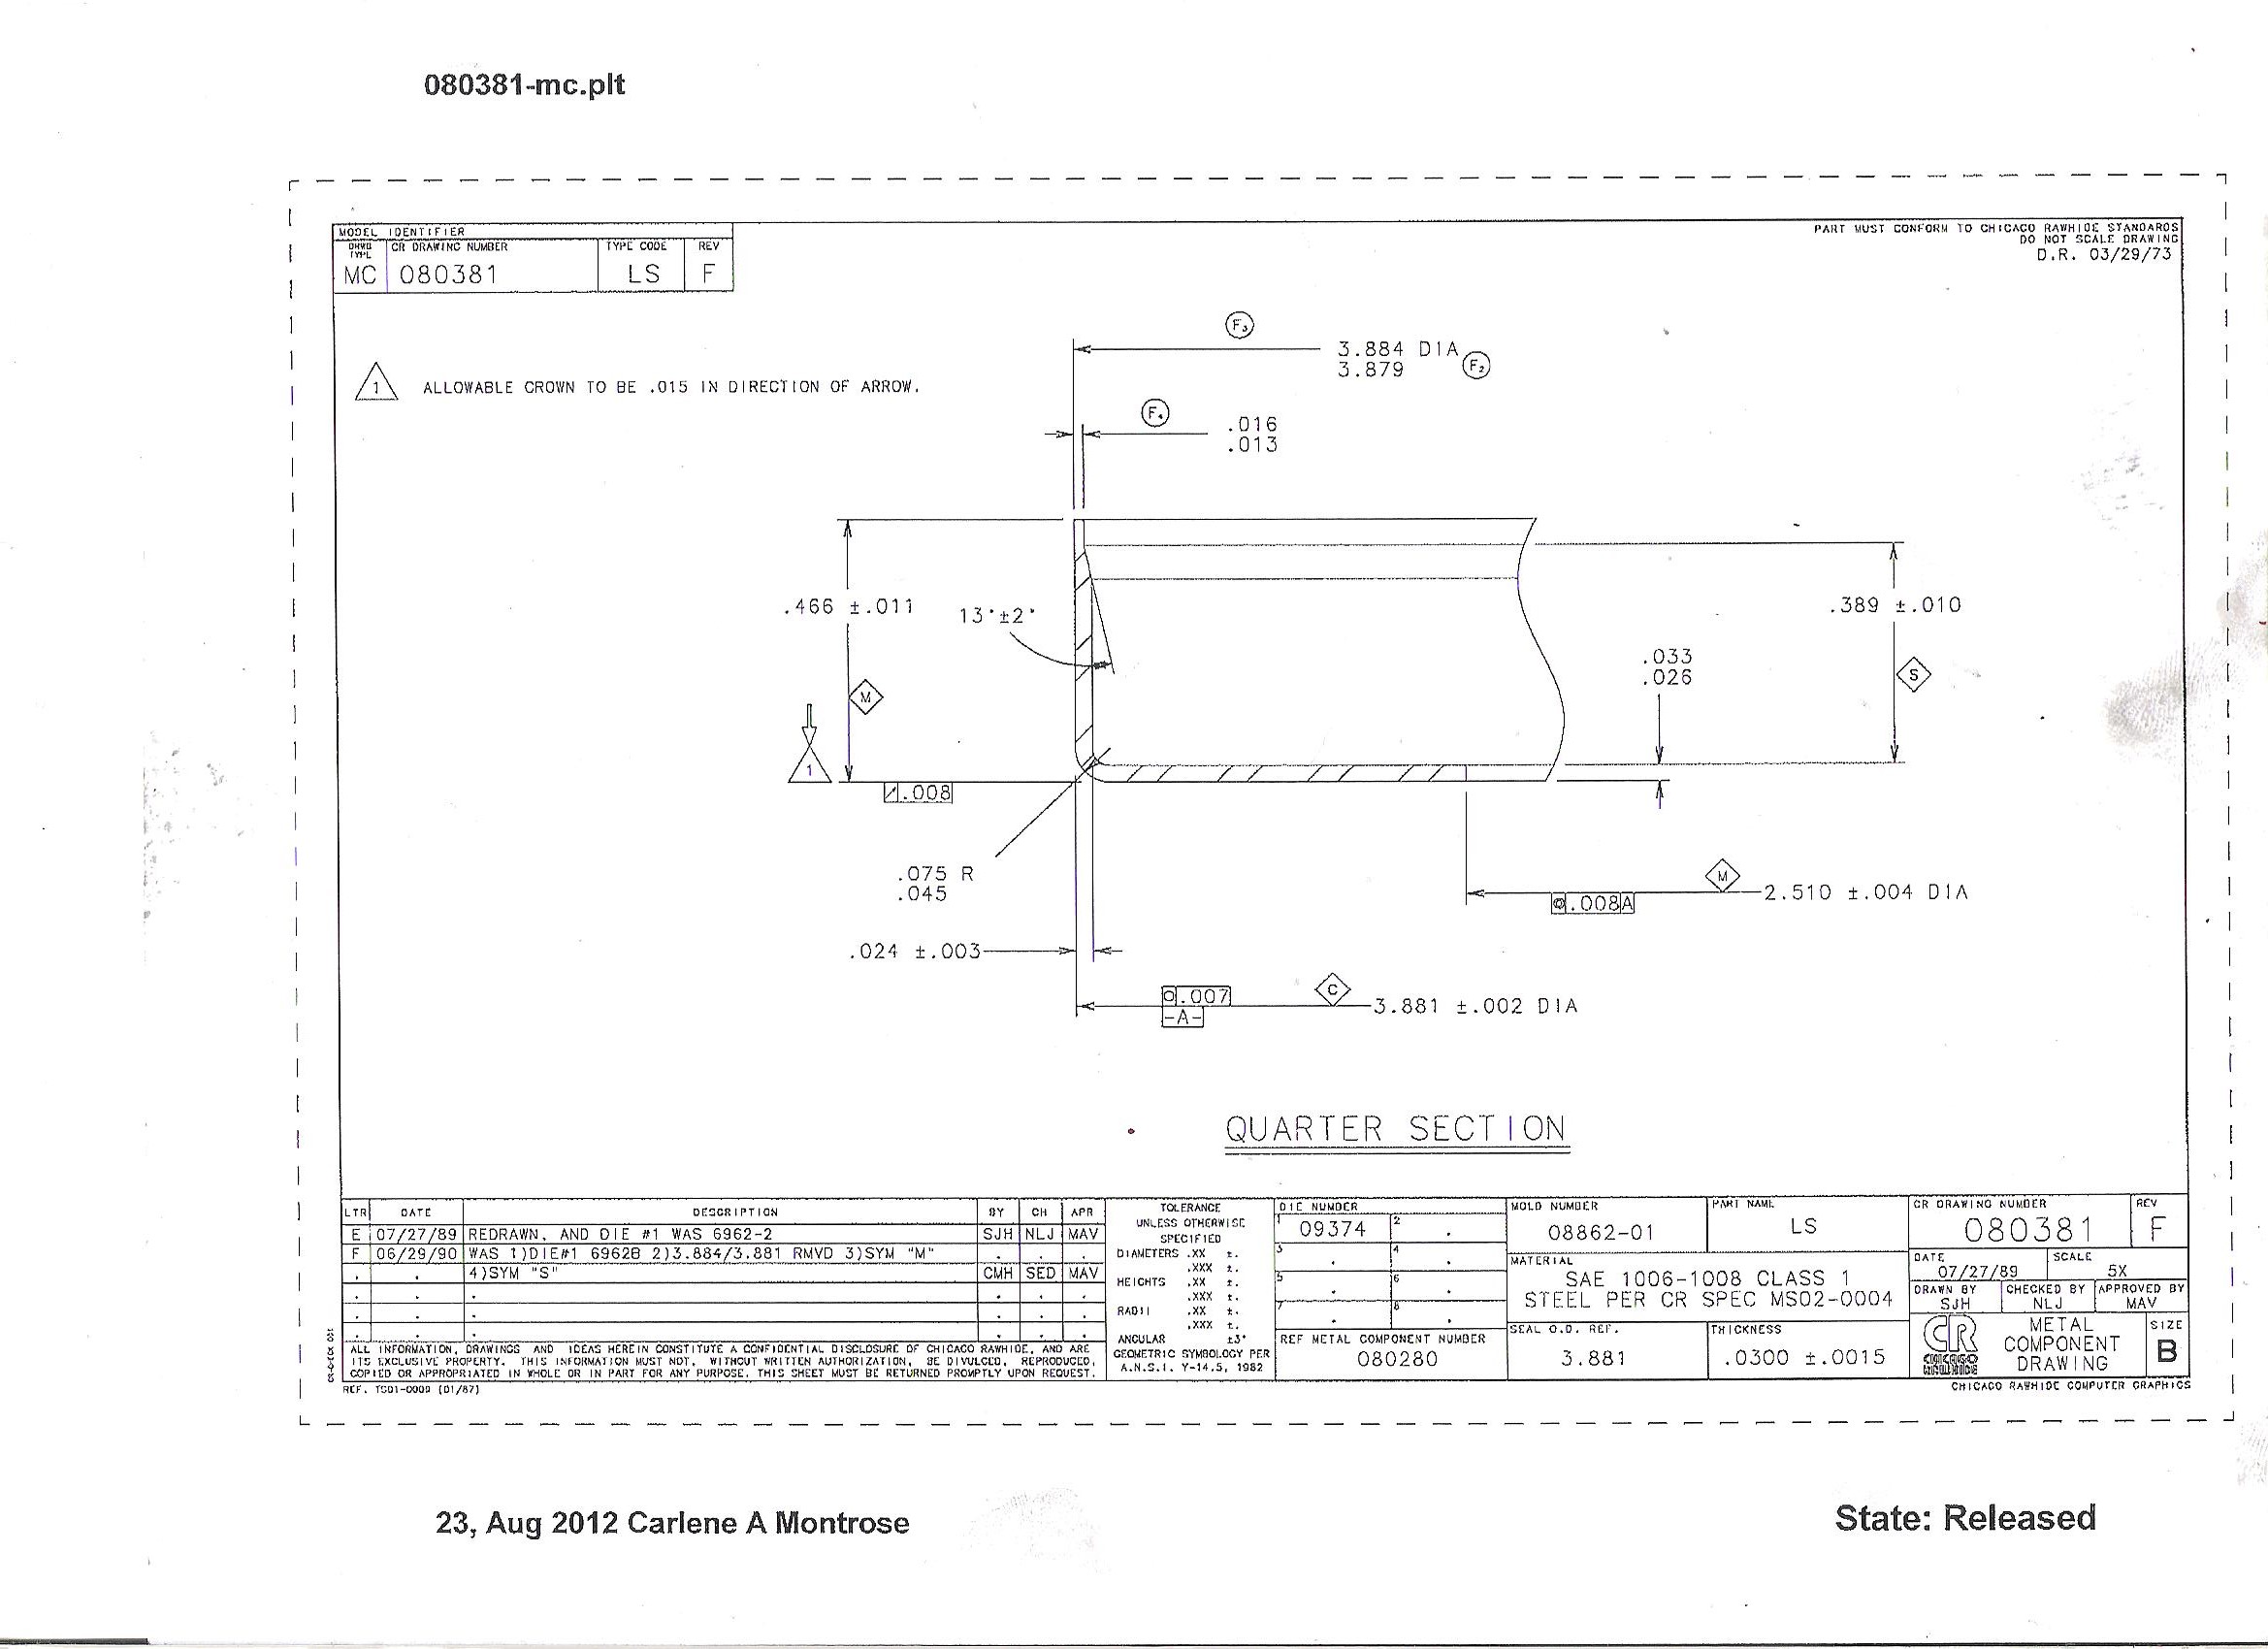 080381-mc.plt
MODEL IDENTIFIER
DRWG TYPE
CR DRAWING NUMBER
TYPE CODE
REV
MC
080381
LS
F
PART MUST CONFORM TO CHICAGO RAWHIDE STANDARDS
DO NOT SCALE DRAWING
D.R. 03/29/73
1
ALLOWABLE CROWN TO BE .015 IN DIRECTION OF ARROW.
F3
3.884 DIA
3.879
F2
F4
.016
.013
.466 ±.011
13°±2°
.389 ±.010
.033
.026
M
S
1
.008
.075 R
.045
M
2.510 ±.004 DIA
.008 A
.024 ±.003
.007
-A-
C
3.881 ±.002 DIA
QUARTER SECTION
LTR DATE DESCRIPTION BY CH APR
E 07/27/89 REDRAWN, AND DIE #1 WAS 6962-2 SJH NLJ MAV
F 06/29/90 WAS 1)DIE#1 6962B 2)3.884/3.881 RMVD 3)SYM "M"
4)SYM "S" CMH SED MAV
ALL INFORMATION, DRAWINGS AND IDEAS HEREIN CONSTITUTE A CONFIDENTIAL DISCLOSURE OF CHICAGO RAWHIDE, AND ARE
ITS EXCLUSIVE PROPERTY. THIS INFORMATION MUST NOT, WITHOUT WRITTEN AUTHORIZATION, BE DIVULGED, REPRODUCED,
COPIED OR APPROPRIATED IN WHOLE OR IN PART FOR ANY PURPOSE. THIS SHEET MUST BE RETURNED PROMPTLY UPON REQUEST.
REF. TS01-0009 (01/87)
TOLERANCE
UNLESS OTHERWISE
SPECIFIED
DIAMETERS .XX ±.
.XXX ±.
HEIGHTS .XX ±.
.XXX ±.
RADII .XX ±.
.XXX ±.
ANGULAR ±3°
GEOMETRIC SYMBOLOGY PER
A.N.S.I. Y-14.5, 1982
DIE NUMBER
1 09374 2
3 4
5 6
7 8
REF METAL COMPONENT NUMBER
080280
MOLD NUMBER
08862-01
PART NAME
LS
MATERIAL
SAE 1006-1008 CLASS 1
STEEL PER CR SPEC MS02-0004
SEAL O.D. REF.
3.881
THICKNESS
.0300 ±.0015
CR DRAWING NUMBER
080381
REV
F
DATE
07/27/89
SCALE
5X
DRAWN BY
SJH
CHECKED BY
NLJ
APPROVED BY
MAV
CR
CHICAGO
RAWHIDE
METAL
COMPONENT
DRAWING
SIZE
B
CHICAGO RAWHIDE COMPUTER GRAPHICS
23, Aug 2012 Carlene A Montrose
State: Released